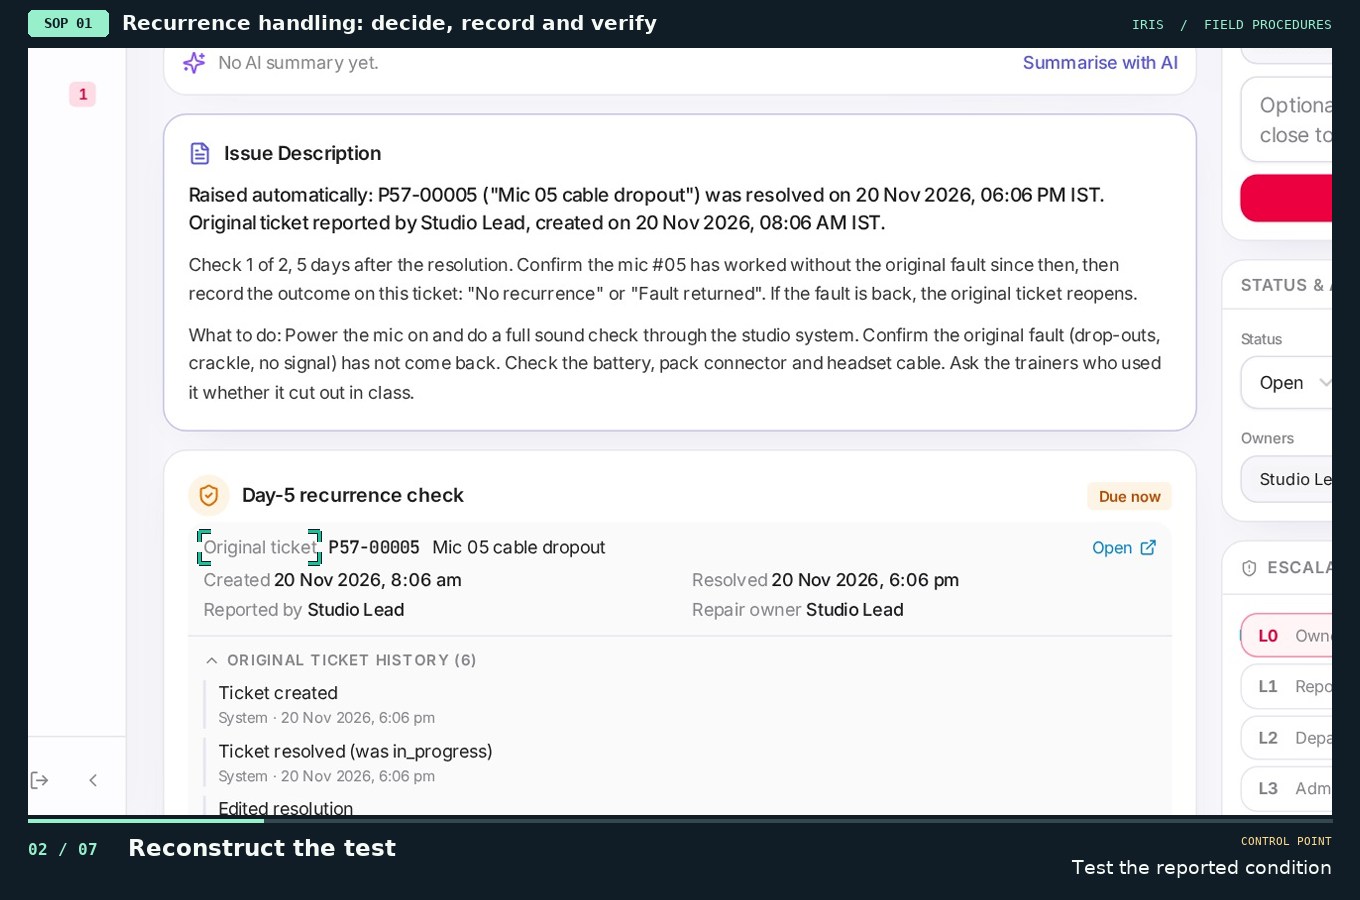 SOP 01 Recurrence handling: decide, record and verify
IRIS / FIELD PROCEDURES
1
No AI summary yet.
Summarise with AI
Optiona
close to
Issue Description
Raised automatically: P57-00005 ("Mic 05 cable dropout") was resolved on 20 Nov 2026, 06:06 PM IST.
Original ticket reported by Studio Lead, created on 20 Nov 2026, 08:06 AM IST.
Check 1 of 2, 5 days after the resolution. Confirm the mic #05 has worked without the original fault since then, then
record the outcome on this ticket: "No recurrence" or "Fault returned". If the fault is back, the original ticket reopens.
What to do: Power the mic on and do a full sound check through the studio system. Confirm the original fault (drop-outs,
crackle, no signal) has not come back. Check the battery, pack connector and headset cable. Ask the trainers who used
it whether it cut out in class.
Day-5 recurrence check
Due now
Original ticket P57-00005 Mic 05 cable dropout
Open
Created 20 Nov 2026, 8:06 am
Resolved 20 Nov 2026, 6:06 pm
Reported by Studio Lead
Repair owner Studio Lead
ORIGINAL TICKET HISTORY (6)
Ticket created
System · 20 Nov 2026, 6:06 pm
Ticket resolved (was in_progress)
System · 20 Nov 2026, 6:06 pm
Edited resolution
STATUS & A
Status
Open
Owners
Studio Le
ESCALA
L0 Owne
L1 Repo
L2 Depa
L3 Adm
02 / 07 Reconstruct the test
CONTROL POINT
Test the reported condition